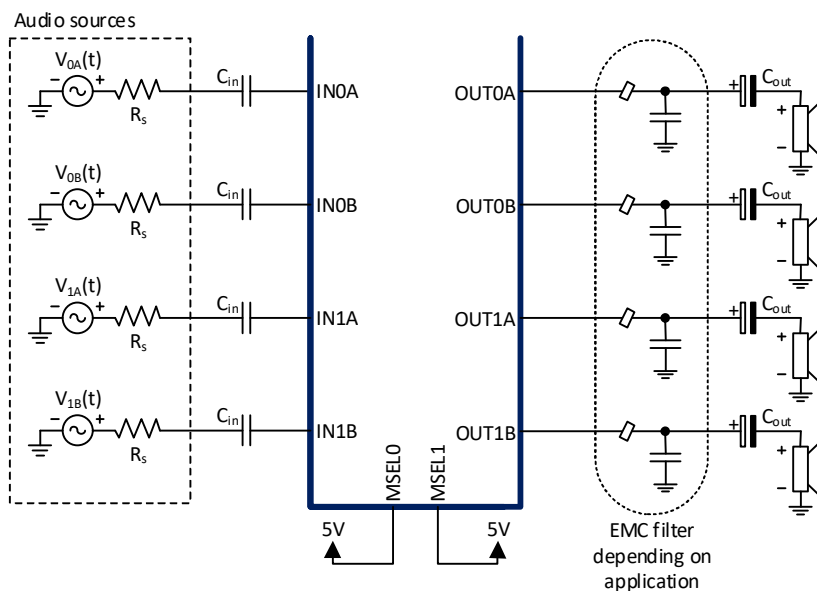 Audio sources
V0A(t)
− +
Rs
Cin
IN0A
OUT0A
+
Cout
+
−
V0B(t)
− +
Rs
Cin
IN0B
OUT0B
+
Cout
+
−
V1A(t)
− +
Rs
Cin
IN1A
OUT1A
+
Cout
+
−
V1B(t)
− +
Rs
Cin
IN1B
OUT1B
+
Cout
+
−
MSEL0
MSEL1
5V
5V
EMC filter
depending on
application